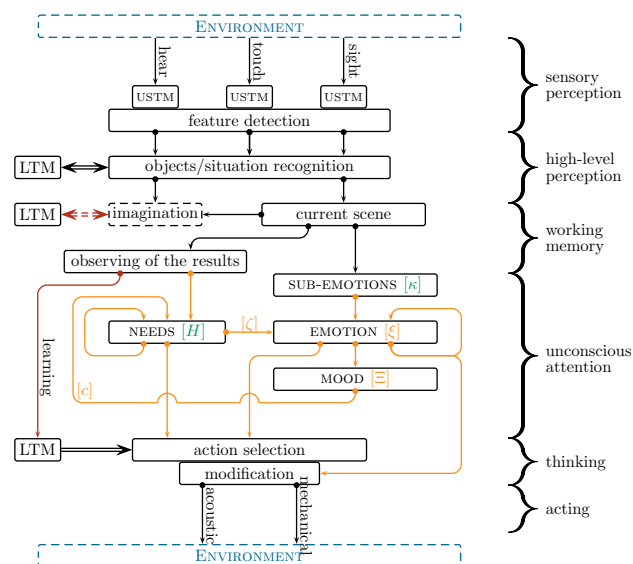 ENVIRONMENT
hear
touch
sight
USTM
USTM
USTM
feature detection
sensory
perception
LTM
objects/situation recognition
high-level
perception
LTM
imagination
current scene
working
memory
observing of the results
SUB-EMOTIONS [κ]
NEEDS [H]
[ζ]
EMOTION [ξ]
unconscious
attention
learning
[c]
MOOD [Ξ]
LTM
action selection
thinking
modification
acoustic
mechanical
acting
ENVIRONMENT